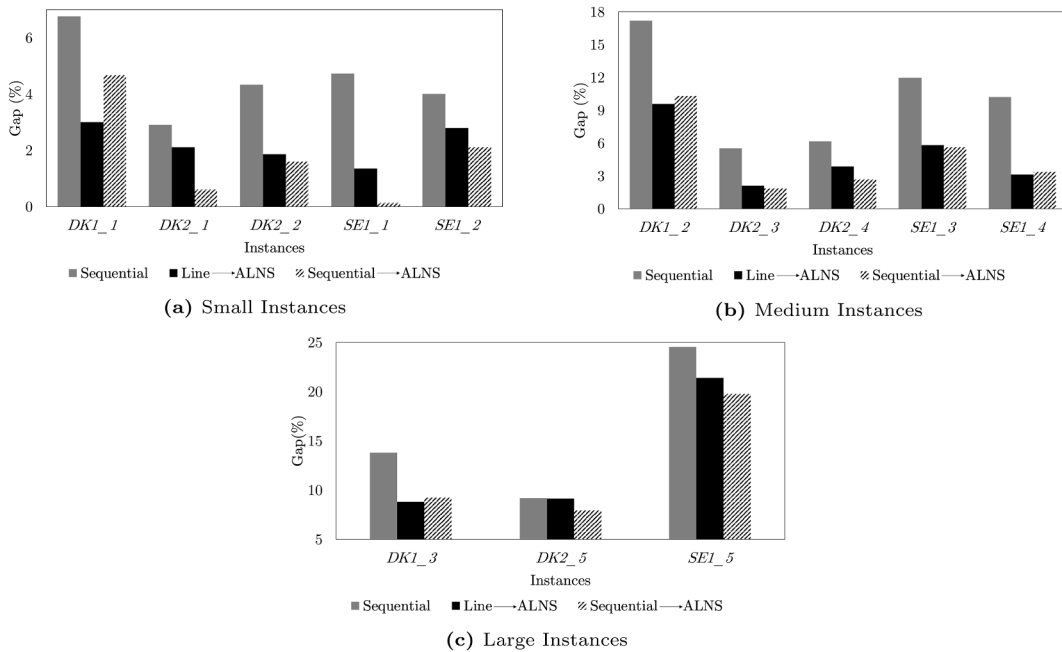 6
4
2
0
Gap (%)
DK1_1 DK2_1 DK2_2 SE1_1 SE1_2
Instances
Sequential Line→ALNS Sequential→ALNS
(a) Small Instances
18
15
12
9
6
3
0
Gap (%)
DK1_2 DK2_3 DK2_4 SE1_3 SE1_4
Instances
Sequential Line→ALNS Sequential→ALNS
(b) Medium Instances
25
20
15
10
5
Gap(%)
DK1_3 DK2_5 SE1_5
Instances
Sequential Line→ALNS Sequential→ALNS
(c) Large Instances